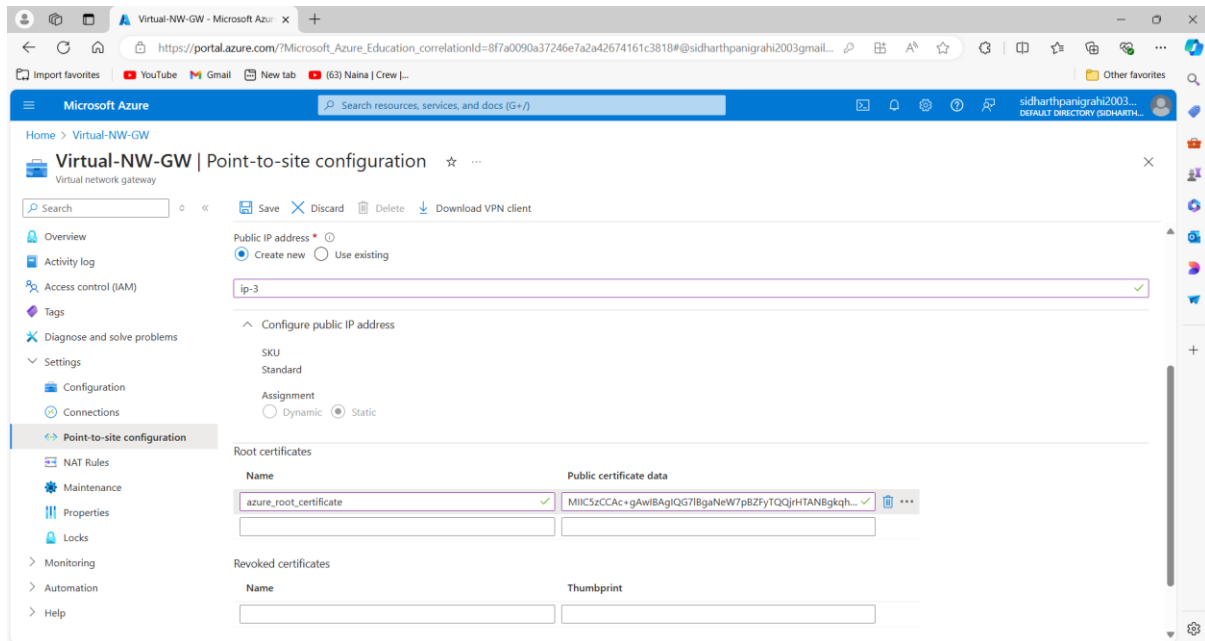 Virtual-NW-GW - Microsoft Azur
https://portal.azure.com/?Microsoft_Azure_Education_correlationId=8f7a0090a37246e7a2a42674161c3818#@sidharthpanigrahi2003gmail...
Import favorites YouTube Gmail New tab (63) Naina | Crew |... Other favorites
Microsoft Azure Search resources, services, and docs (G+/) sidharthpanigrahi2003...
DEFAULT DIRECTORY (SIDHARTH...
Home > Virtual-NW-GW
Virtual-NW-GW | Point-to-site configuration ...
Virtual network gateway
Search Save Discard Delete Download VPN client
Overview
Activity log
Access control (IAM)
Tags
Diagnose and solve problems
Settings
Configuration
Connections
Point-to-site configuration
NAT Rules
Maintenance
Properties
Locks
Monitoring
Automation
Help
Public IP address *
Create new Use existing
ip-3
Configure public IP address
SKU
Standard
Assignment
Dynamic Static
Root certificates
Name Public certificate data
azure_root_certificate MIIC5zCCAc+gAwIBAgIQG7lBgaNeW7pBZFyTQQjrHTANBgkqh...
Revoked certificates
Name Thumbprint